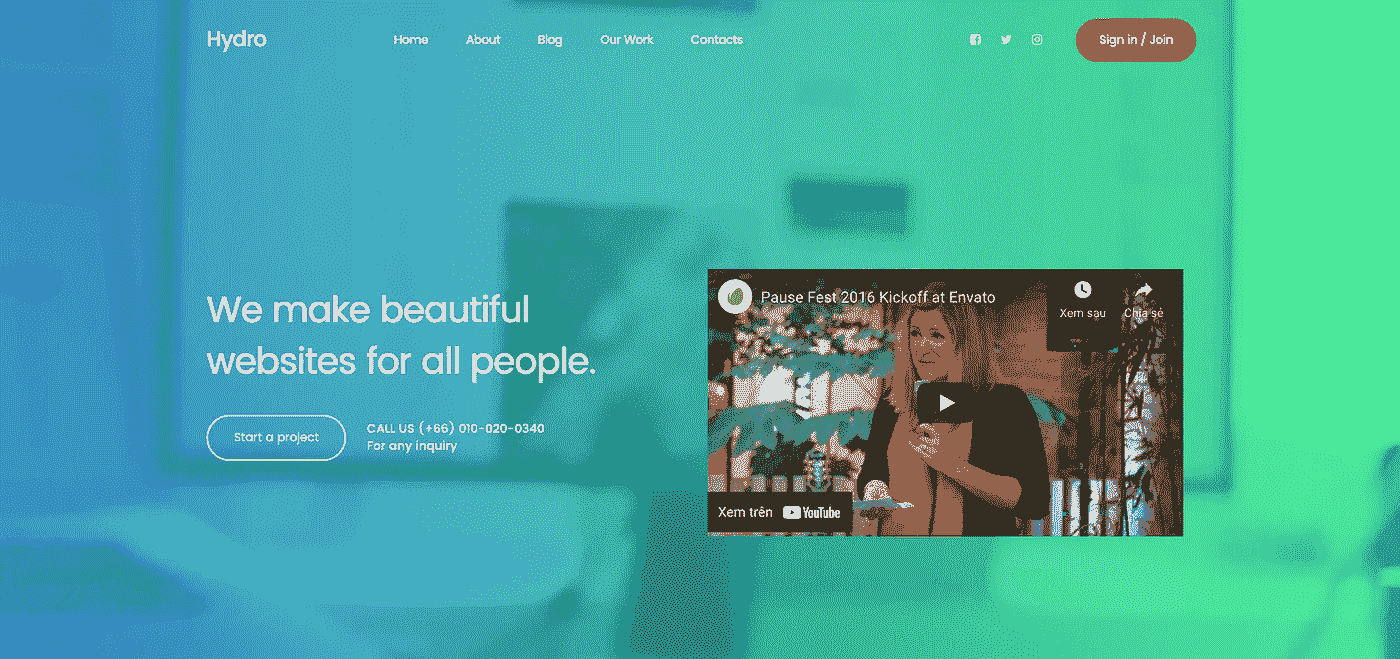 Hydro
Home About Blog Our Work Contacts
Sign in / Join
We make beautiful
websites for all people.
Start a project
CALL US (+66) 010-020-0340
For any inquiry
Pause Fest 2016 Kickoff at Envato
Xem sau Chia sẻ
Xem trên YouTube